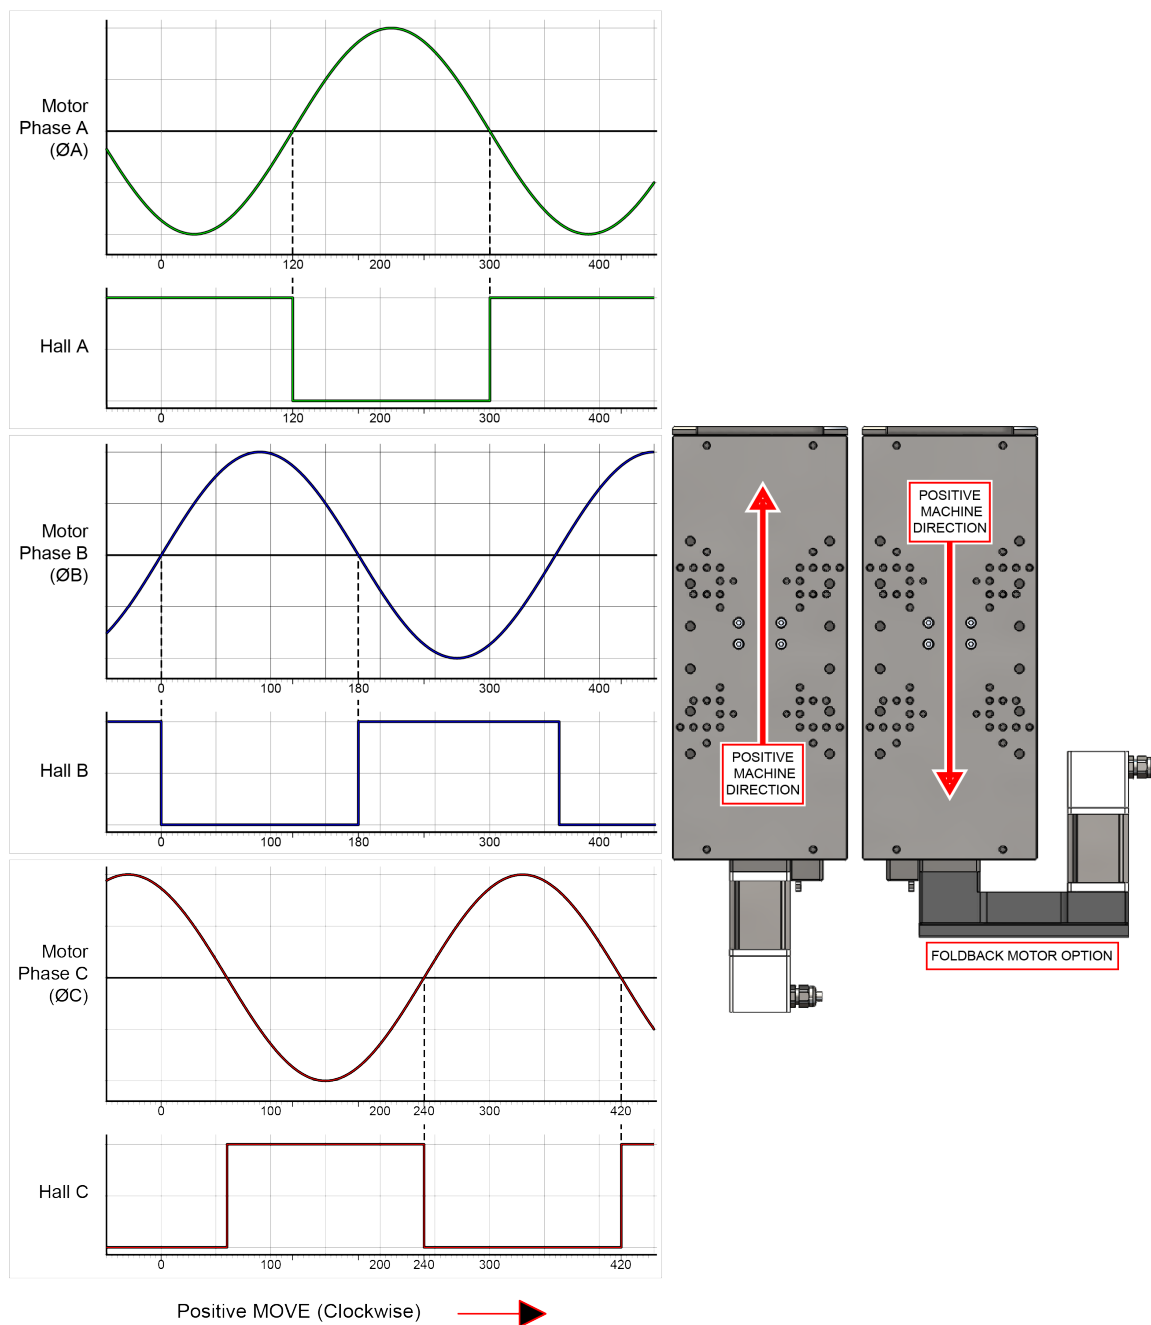 Motor
Phase A
(ØA)
0 120 200 300 400
Hall A
0 120 200 300 400
Motor
Phase B
(ØB)
0 100 180 300 400
Hall B
0 100 180 300 400
Motor
Phase C
(ØC)
0 100 200 240 300 420
Hall C
0 100 200 240 300 420
Positive MOVE (Clockwise)
POSITIVE
MACHINE
DIRECTION
POSITIVE
MACHINE
DIRECTION
FOLDBACK MOTOR OPTION